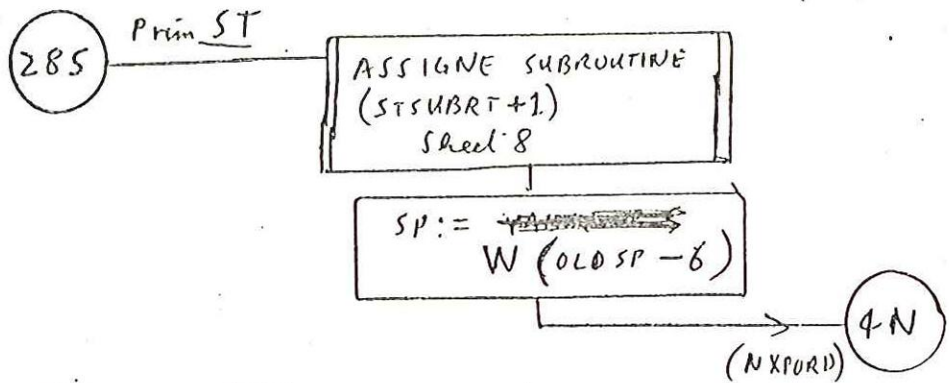 285
Prim ST
ASSIGNE SUBROUTINE
(STSUBRT+1)
Sheet 8
SP:=
W (OLD SP - 6)
4N
(NXPORD)